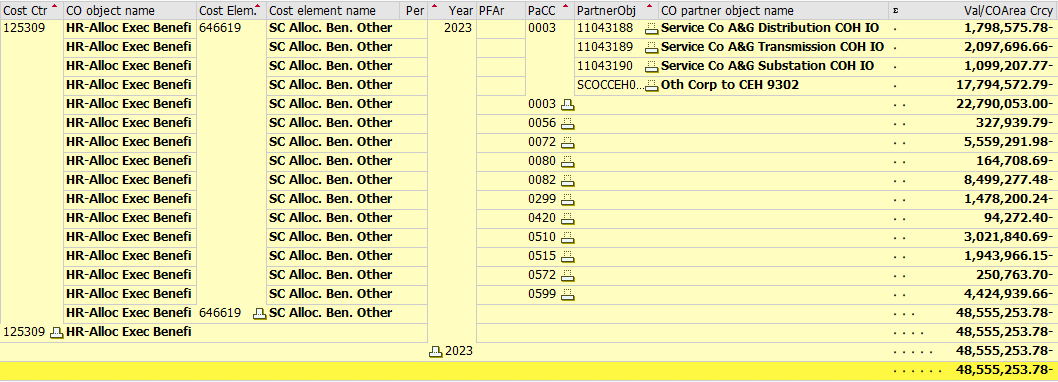 Cost Ctr CO object name Cost Elem. Cost element name Per Year PFAr PaCC PartnerObj CO partner object name Σ Val/COArea Crcy
125309 HR-Alloc Exec Benefi 646619 SC Alloc. Ben. Other 2023 0003 11043188 Service Co A&G Distribution COH IO 1,798,575.78-
HR-Alloc Exec Benefi SC Alloc. Ben. Other 11043189 Service Co A&G Transmission COH IO 2,097,696.66-
HR-Alloc Exec Benefi SC Alloc. Ben. Other 11043190 Service Co A&G Substation COH IO 1,099,207.77-
HR-Alloc Exec Benefi SC Alloc. Ben. Other SCOCCEH0... Oth Corp to CEH 9302 17,794,572.79-
HR-Alloc Exec Benefi SC Alloc. Ben. Other 0003 22,790,053.00-
HR-Alloc Exec Benefi SC Alloc. Ben. Other 0056 327,939.79-
HR-Alloc Exec Benefi SC Alloc. Ben. Other 0072 5,559,291.98-
HR-Alloc Exec Benefi SC Alloc. Ben. Other 0080 164,708.69-
HR-Alloc Exec Benefi SC Alloc. Ben. Other 0082 8,499,277.48-
HR-Alloc Exec Benefi SC Alloc. Ben. Other 0299 1,478,200.24-
HR-Alloc Exec Benefi SC Alloc. Ben. Other 0420 94,272.40-
HR-Alloc Exec Benefi SC Alloc. Ben. Other 0510 3,021,840.69-
HR-Alloc Exec Benefi SC Alloc. Ben. Other 0515 1,943,966.15-
HR-Alloc Exec Benefi SC Alloc. Ben. Other 0572 250,763.70-
HR-Alloc Exec Benefi SC Alloc. Ben. Other 0599 4,424,939.66-
HR-Alloc Exec Benefi 646619 SC Alloc. Ben. Other 48,555,253.78-
125309 HR-Alloc Exec Benefi 48,555,253.78-
2023 48,555,253.78-
48,555,253.78-